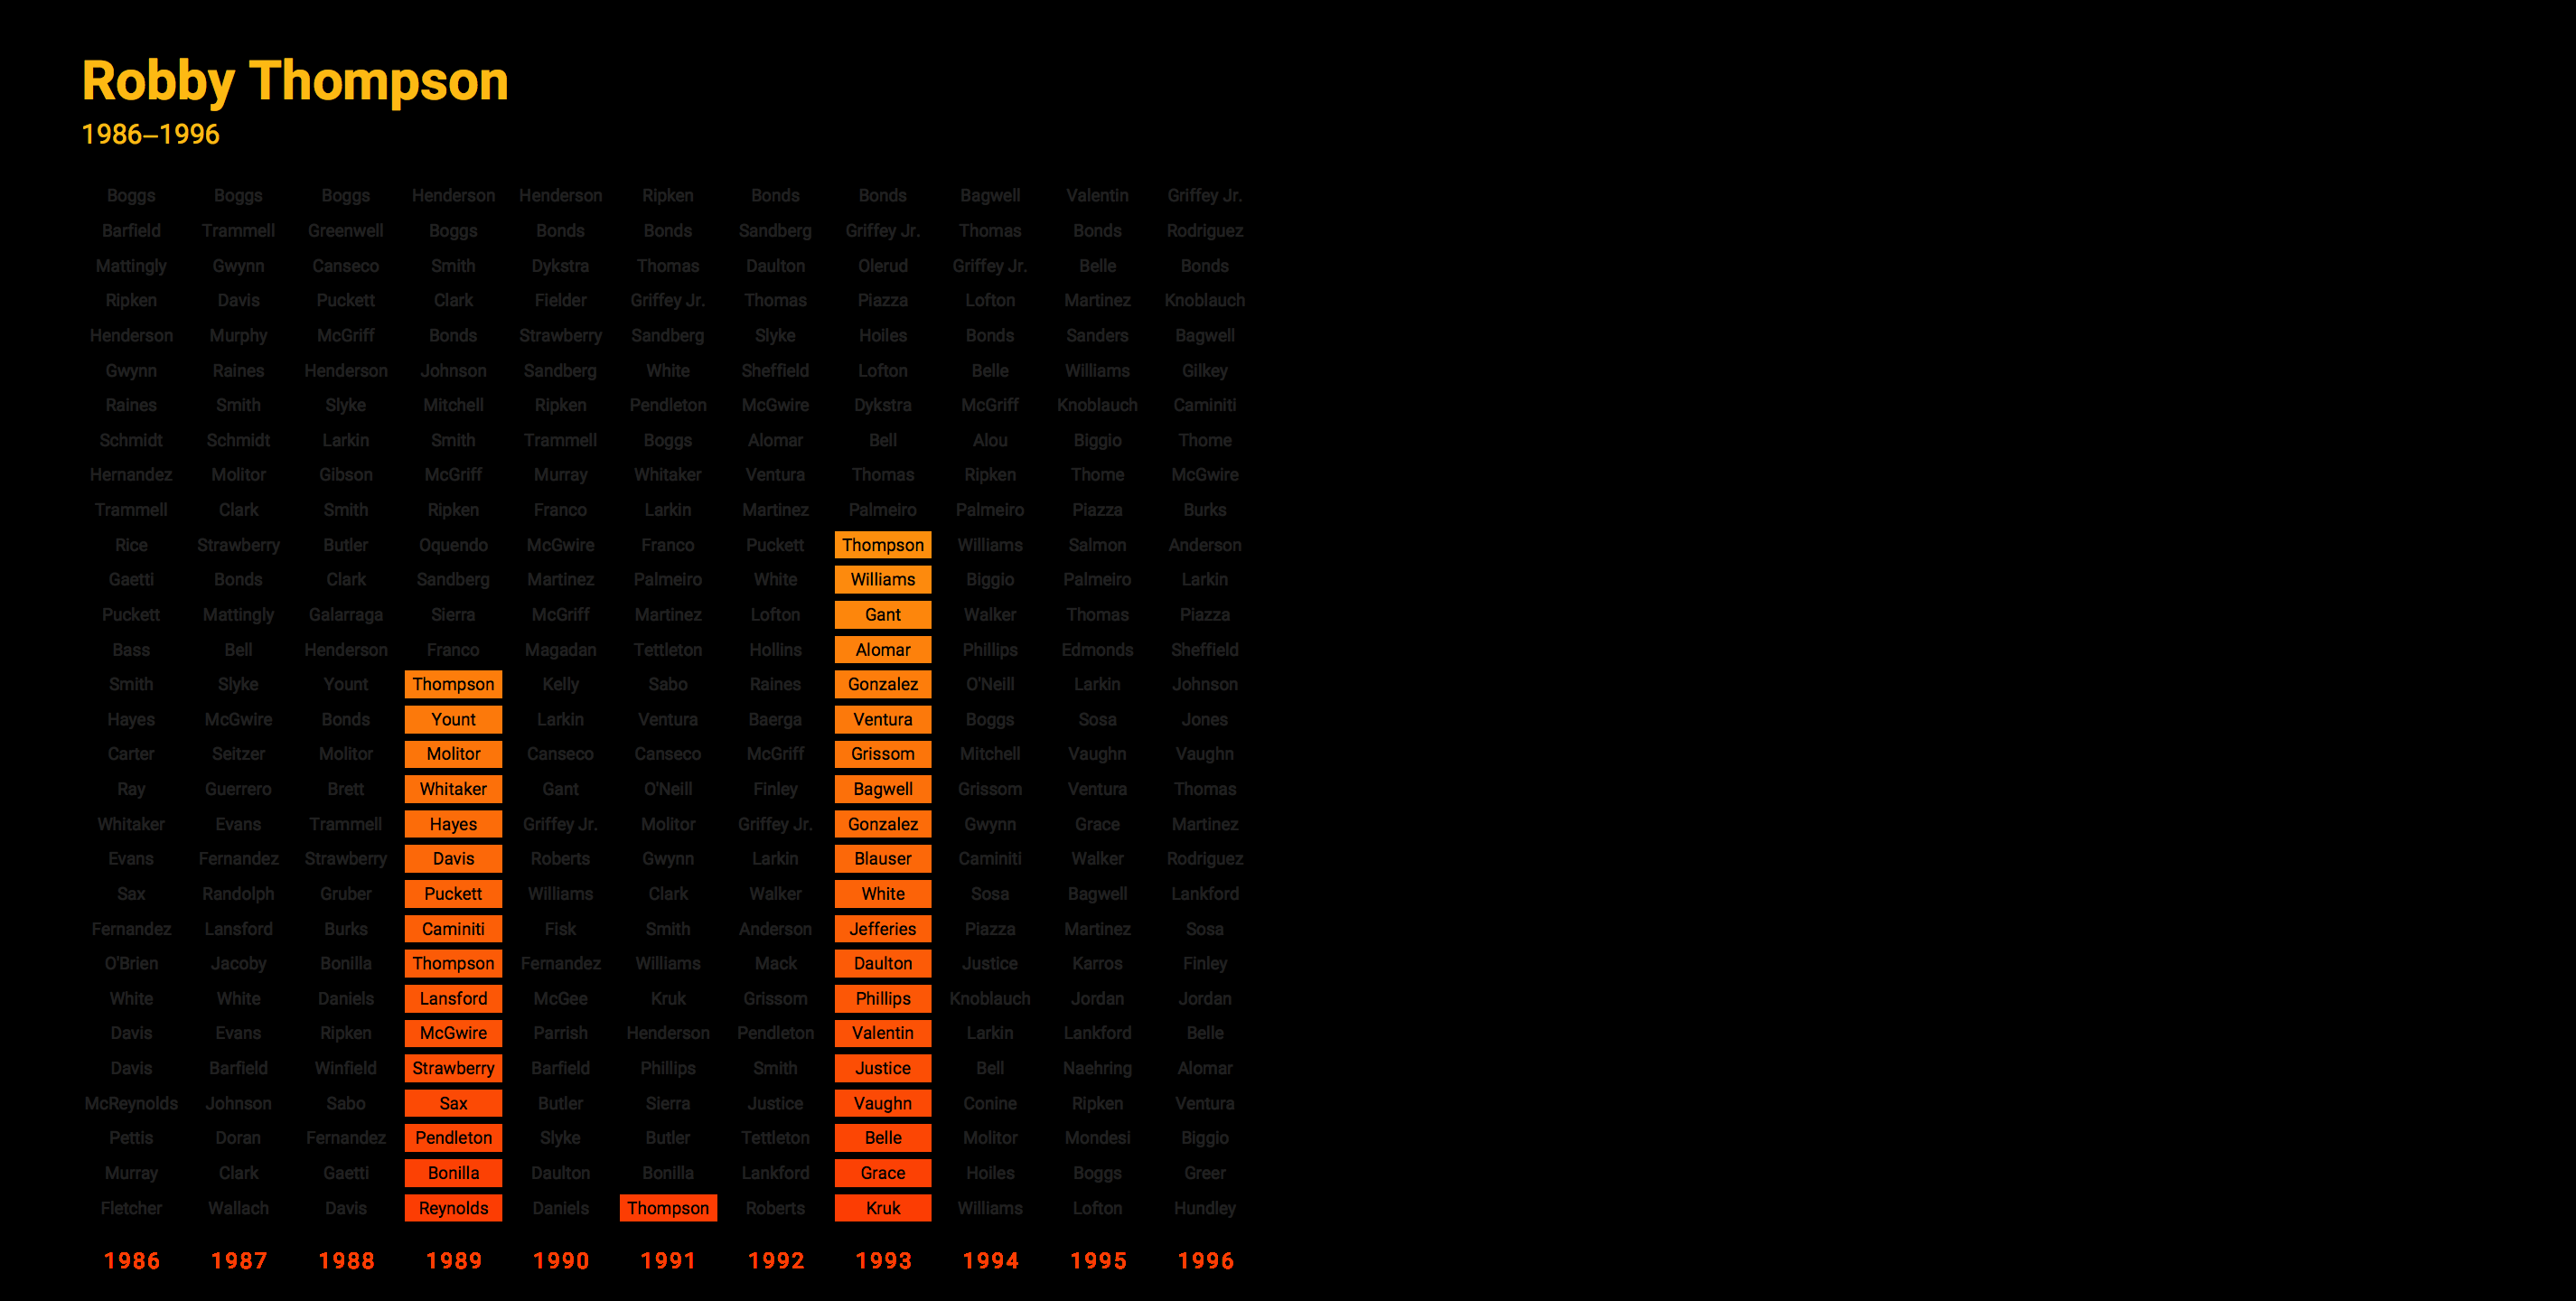 Robby Thompson
1986–1996
Boggs Boggs Boggs Henderson Henderson Ripken Bonds Bonds Bagwell Valentin Griffey Jr.
Barfield Trammell Greenwell Boggs Bonds Bonds Sandberg Griffey Jr. Thomas Bonds Rodriguez
Mattingly Gwynn Canseco Smith Dykstra Thomas Daulton Olerud Griffey Jr. Belle Bonds
Ripken Davis Puckett Clark Fielder Griffey Jr. Thomas Piazza Lofton Martinez Knoblauch
Henderson Murphy McGriff Bonds Strawberry Sandberg Slyke Hoiles Bonds Sanders Bagwell
Gwynn Raines Henderson Johnson Sandberg White Sheffield Lofton Belle Williams Gilkey
Raines Smith Slyke Mitchell Ripken Pendleton McGwire Dykstra McGriff Knoblauch Caminiti
Schmidt Schmidt Larkin Smith Trammell Boggs Alomar Bell Alou Biggio Thome
Hernandez Molitor Gibson McGriff Murray Whitaker Ventura Thomas Ripken Thome McGwire
Trammell Clark Smith Ripken Franco Larkin Martinez Palmeiro Palmeiro Piazza Burks
Rice Strawberry Butler Oquendo McGwire Franco Puckett Thompson Williams Salmon Anderson
Gaetti Bonds Clark Sandberg Martinez Palmeiro White Williams Biggio Palmeiro Larkin
Puckett Mattingly Galarraga Sierra McGriff Martinez Lofton Gant Walker Thomas Piazza
Bass Bell Henderson Franco Magadan Tettleton Hollins Alomar Phillips Edmonds Sheffield
Smith Slyke Yount Thompson Kelly Sabo Raines Gonzalez O'Neill Larkin Johnson
Hayes McGwire Bonds Yount Larkin Ventura Baerga Ventura Boggs Sosa Jones
Carter Seitzer Molitor Molitor Canseco Canseco McGriff Grissom Mitchell Vaughn Vaughn
Ray Guerrero Brett Whitaker Gant O'Neill Finley Bagwell Grissom Ventura Thomas
Whitaker Evans Trammell Hayes Griffey Jr. Molitor Griffey Jr. Gonzalez Gwynn Grace Martinez
Evans Fernandez Strawberry Davis Roberts Gwynn Larkin Blauser Caminiti Walker Rodriguez
Sax Randolph Gruber Puckett Williams Clark Walker White Sosa Bagwell Lankford
Fernandez Lansford Burks Caminiti Fisk Smith Anderson Jefferies Piazza Martinez Sosa
O'Brien Jacoby Bonilla Thompson Fernandez Williams Mack Daulton Justice Karros Finley
White White Daniels Lansford McGee Kruk Grissom Phillips Knoblauch Jordan Jordan
Davis Evans Ripken McGwire Parrish Henderson Pendleton Valentin Larkin Lankford Belle
Davis Barfield Winfield Strawberry Barfield Phillips Smith Justice Bell Naehring Alomar
McReynolds Johnson Sabo Sax Butler Sierra Justice Vaughn Conine Ripken Ventura
Pettis Doran Fernandez Pendleton Slyke Butler Tettleton Belle Molitor Mondesi Biggio
Murray Clark Gaetti Bonilla Daulton Bonilla Lankford Grace Hoiles Boggs Greer
Fletcher Wallach Davis Reynolds Daniels Thompson Roberts Kruk Williams Lofton Hundley
1986 1987 1988 1989 1990 1991 1992 1993 1994 1995 1996